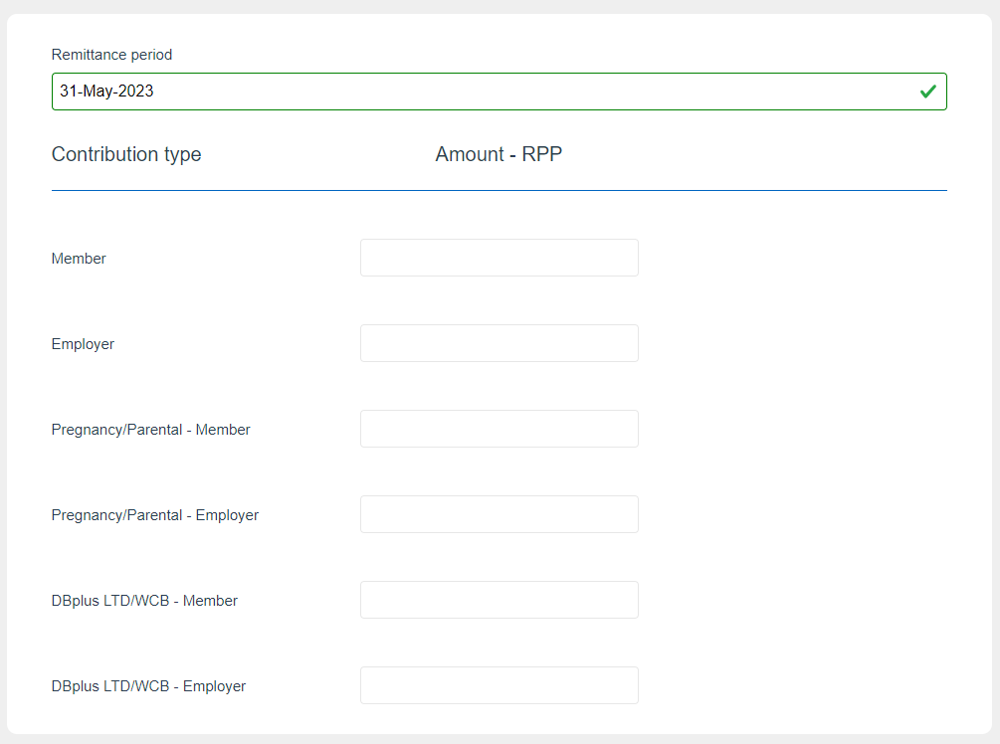 Remittance period
31-May-2023
Contribution type Amount - RPP
Member
Employer
Pregnancy/Parental - Member
Pregnancy/Parental - Employer
DBplus LTD/WCB - Member
DBplus LTD/WCB - Employer